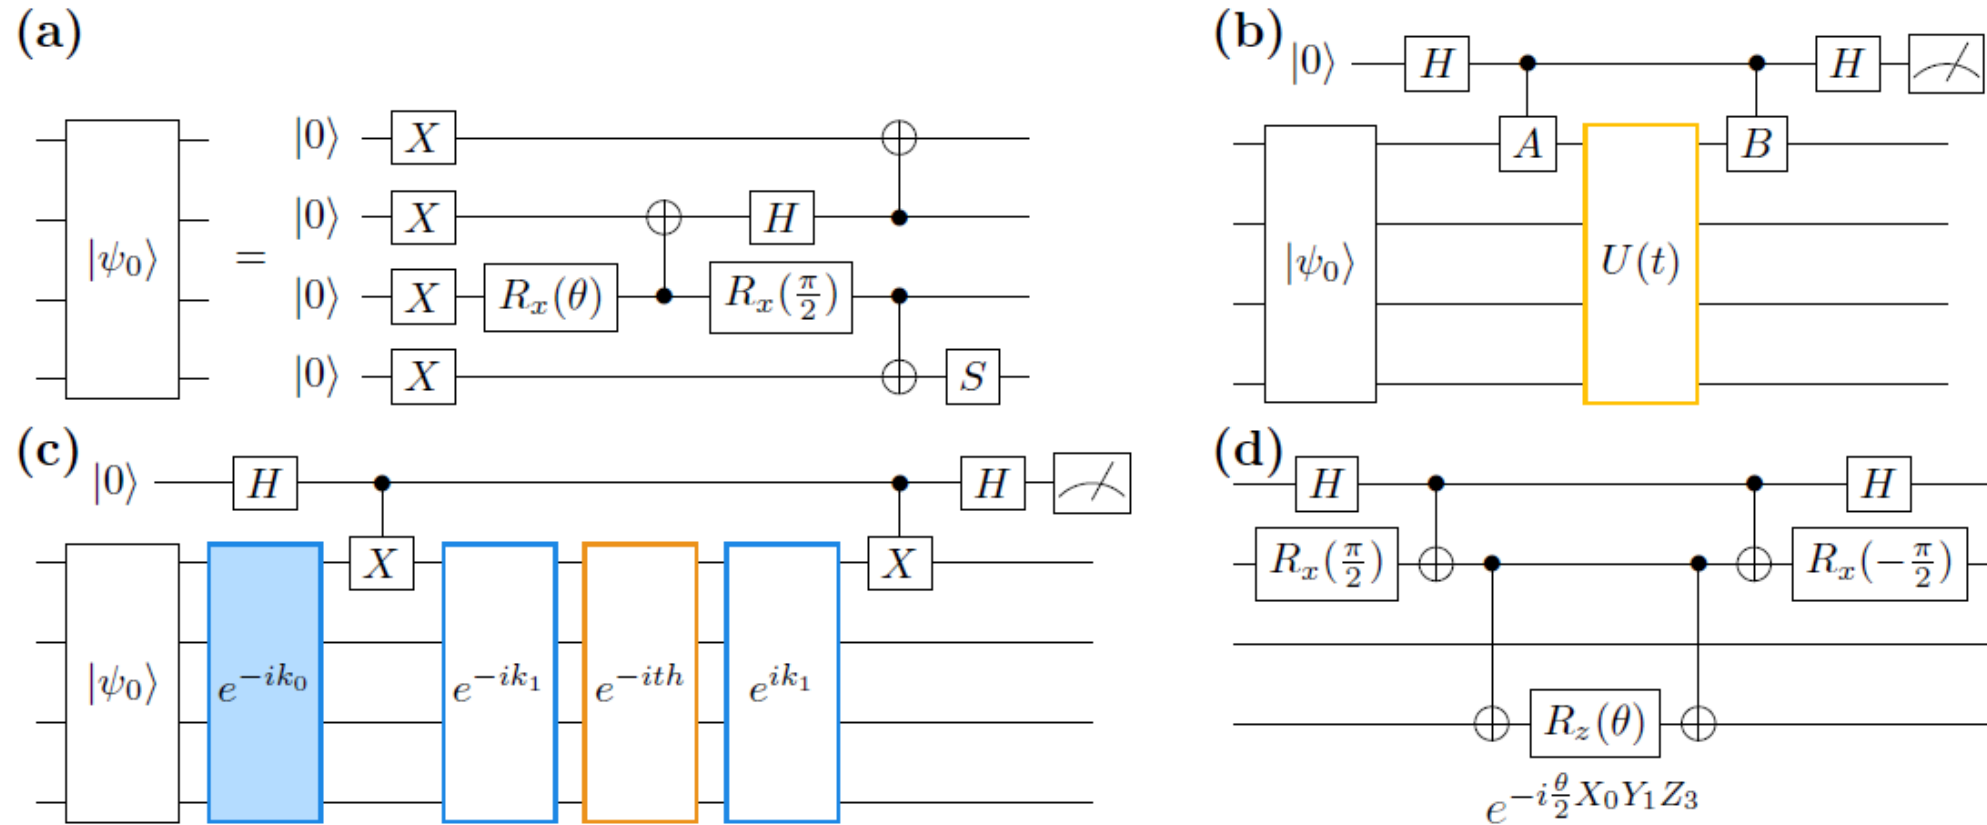 (a)
|ψ₀⟩ =
|0⟩ X
|0⟩ X H
|0⟩ X Rₓ(θ) Rₓ(π/2)
|0⟩ X S
(b)
|0⟩ H H
|ψ₀⟩ A U(t) B
(c)
|0⟩ H H
|ψ₀⟩ e^{-ik₀} X e^{-ik₁} e^{-ith} e^{ik₁} X
(d)
H H
Rₓ(π/2) Rₓ(-π/2)
R_z(θ)
e^{-i\frac{θ}{2}X₀Y₁Z₃}